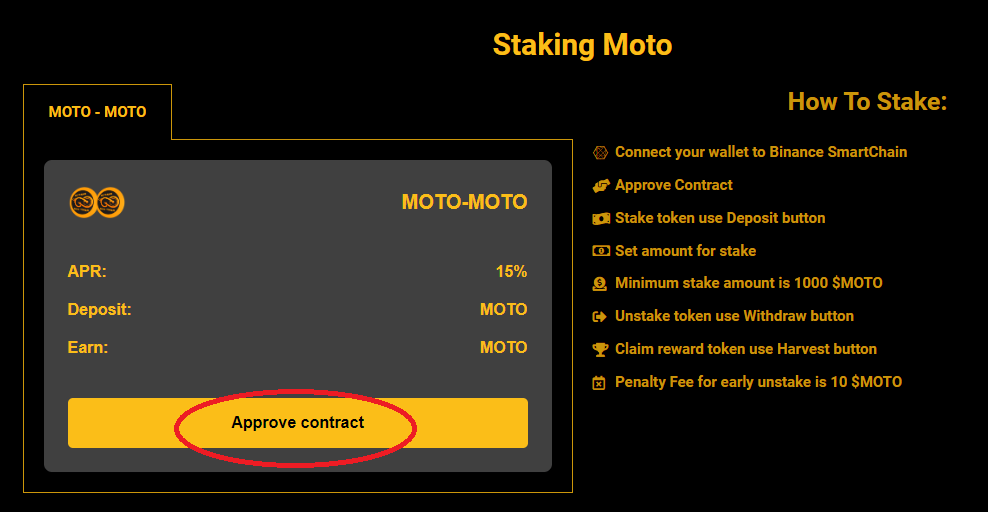 Staking Moto
MOTO - MOTO
MOTO-MOTO
APR: 15%
Deposit: MOTO
Earn: MOTO
Approve contract
How To Stake:
Connect your wallet to Binance SmartChain
Approve Contract
Stake token use Deposit button
Set amount for stake
Minimum stake amount is 1000 $MOTO
Unstake token use Withdraw button
Claim reward token use Harvest button
Penalty Fee for early unstake is 10 $MOTO